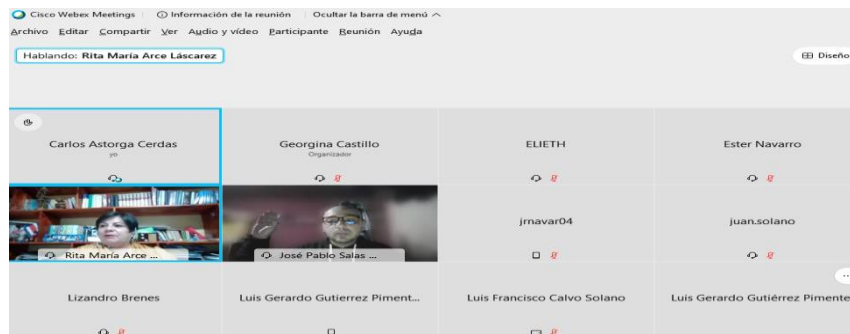 Cisco Webex Meetings Información de la reunión Ocultar la barra de menú
Archivo Editar Compartir Ver Audio y vídeo Participante Reunión Ayuda
Hablando: Rita María Arce Láscarez
Diseño
Carlos Astorga Cerdas
yo
Georgina Castillo
Organizador
ELIETH
Ester Navarro
Rita María Arce ...
José Pablo Salas ...
jrnavar04
juan.solano
Lizandro Brenes
Luis Gerardo Gutierrez Piment...
Luis Francisco Calvo Solano
Luis Gerardo Gutiérrez Pimente